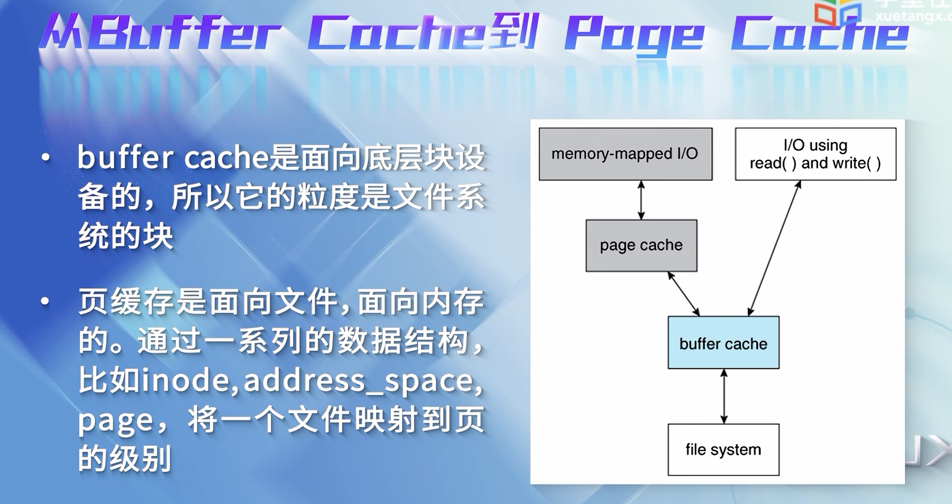 从Buffer Cache到 Page Cache
xuetangx.c
• buffer cache是面向底层块设
备的，所以它的粒度是文件系
统的块
• 页缓存是面向文件，面向内存
的。通过一系列的数据结构，
比如inode,address_space,
page，将一个文件映射到页
的级别
memory-mapped I/O
I/O using
read( ) and write( )
page cache
buffer cache
file system